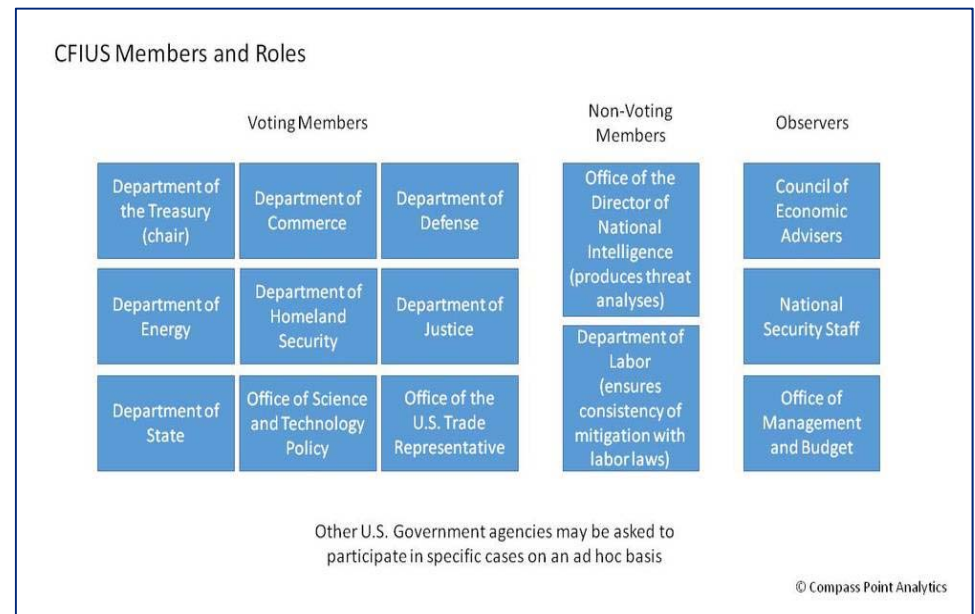 CFIUS Members and Roles
Voting Members
Non-Voting
Members
Observers
Department of
the Treasury
(chair)
Department of
Commerce
Department of
Defense
Office of the
Director of
National
Intelligence
(produces threat
analyses)
Council of
Economic
Advisers
Department of
Energy
Department of
Homeland
Security
Department of
Justice
National
Security Staff
Department of
Labor
(ensures
consistency of
mitigation with
labor laws)
Department of
State
Office of Science
and Technology
Policy
Office of the
U.S. Trade
Representative
Office of
Management
and Budget
Other U.S. Government agencies may be asked to
participate in specific cases on an ad hoc basis
© Compass Point Analytics